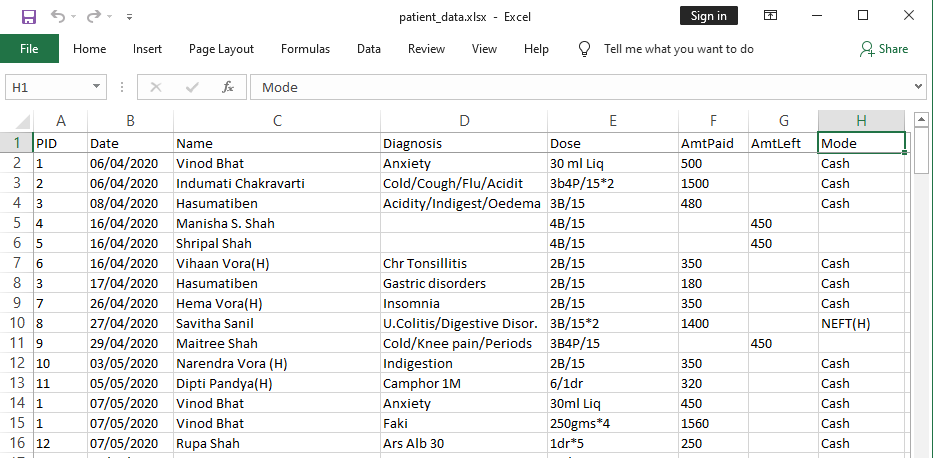 patient_data.xlsx - Excel
Sign in
File Home Insert Page Layout Formulas Data Review View Help Tell me what you want to do Share
H1 fx Mode
A B C D E F G H
1 PID Date Name Diagnosis Dose AmtPaid AmtLeft Mode
2 1 06/04/2020 Vinod Bhat Anxiety 30 ml Liq 500 Cash
3 2 06/04/2020 Indumati Chakravarti Cold/Cough/Flu/Acidit 3b4P/15*2 1500 Cash
4 3 08/04/2020 Hasumatiben Acidity/Indigest/Oedema 3B/15 480 Cash
5 4 16/04/2020 Manisha S. Shah 4B/15 450
6 5 16/04/2020 Shripal Shah 4B/15 450
7 6 16/04/2020 Vihaan Vora(H) Chr Tonsillitis 2B/15 350 Cash
8 3 17/04/2020 Hasumatiben Gastric disorders 2B/15 180 Cash
9 7 26/04/2020 Hema Vora(H) Insomnia 2B/15 350 Cash
10 8 27/04/2020 Savitha Sanil U.Colitis/Digestive Disor. 3B/15*2 1400 NEFT(H)
11 9 29/04/2020 Maitree Shah Cold/Knee pain/Periods 3B4P/15 450
12 10 03/05/2020 Narendra Vora (H) Indigestion 2B/15 350 Cash
13 11 05/05/2020 Dipti Pandya(H) Camphor 1M 6/1dr 320 Cash
14 1 07/05/2020 Vinod Bhat Anxiety 30ml Liq 450 Cash
15 1 07/05/2020 Vinod Bhat Faki 250gms*4 1560 Cash
16 12 07/05/2020 Rupa Shah Ars Alb 30 1dr*5 250 Cash